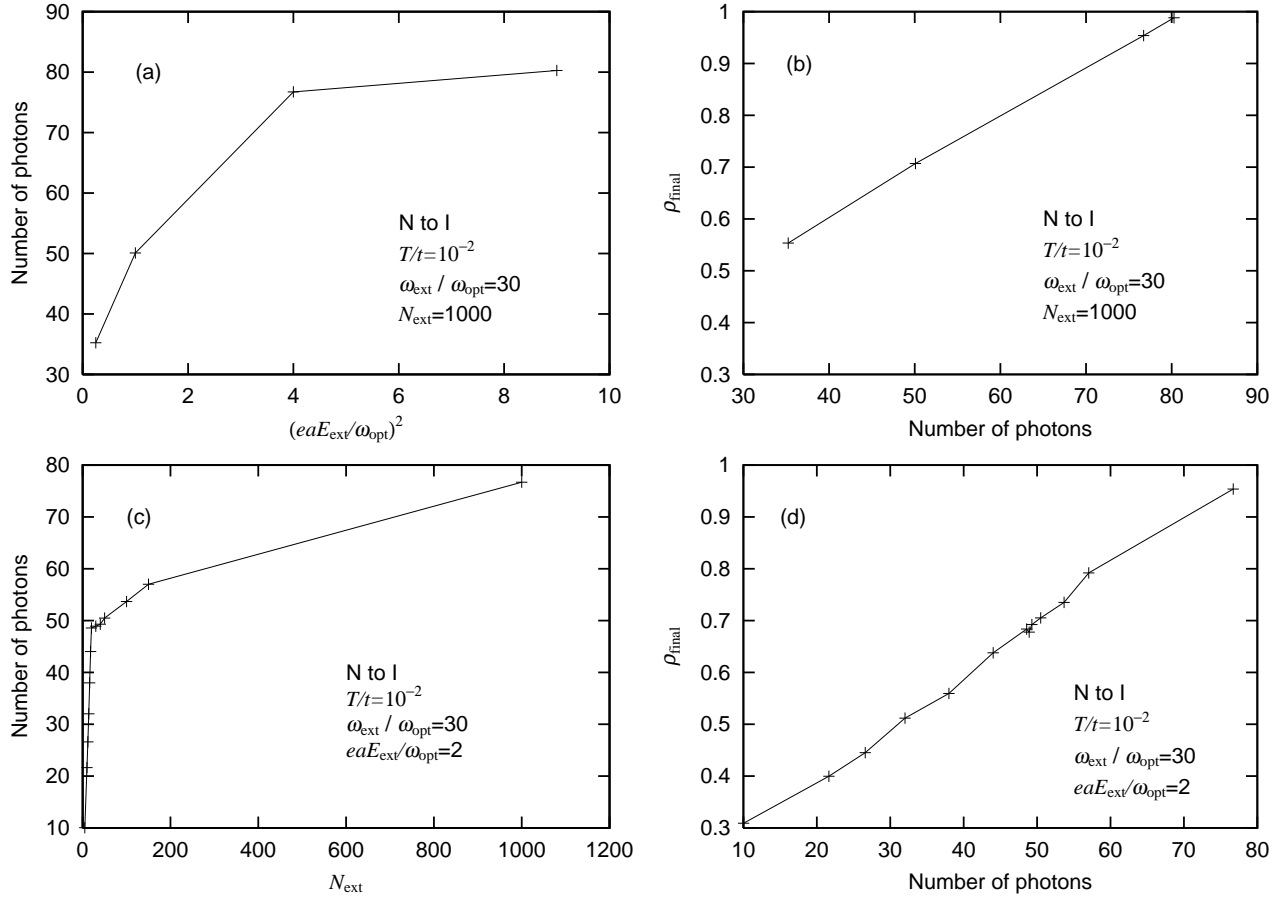 Number of photons
90
80
70
60
50
40
30
0
2
4
6
8
10
(a)
N to I
T/t=10⁻²
ω_ext / ω_opt=30
N_ext=1000
(eaE_ext/ω_opt)²
ρ_final
1
0.9
0.8
0.7
0.6
0.5
0.4
0.3
30
40
50
60
70
80
90
(b)
N to I
T/t=10⁻²
ω_ext / ω_opt=30
N_ext=1000
Number of photons
Number of photons
80
70
60
50
40
30
20
10
0
200
400
600
800
1000
1200
(c)
N to I
T/t=10⁻²
ω_ext / ω_opt=30
eaE_ext/ω_opt=2
N_ext
ρ_final
1
0.9
0.8
0.7
0.6
0.5
0.4
0.3
10
20
30
40
50
60
70
80
(d)
N to I
T/t=10⁻²
ω_ext / ω_opt=30
eaE_ext/ω_opt=2
Number of photons